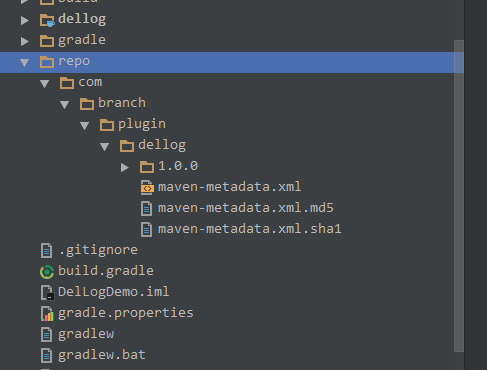 build
dellog
gradle
repo
com
branch
plugin
dellog
1.0.0
maven-metadata.xml
maven-metadata.xml.md5
maven-metadata.xml.sha1
.gitignore
build.gradle
DelLogDemo.iml
gradle.properties
gradlew
gradlew.bat